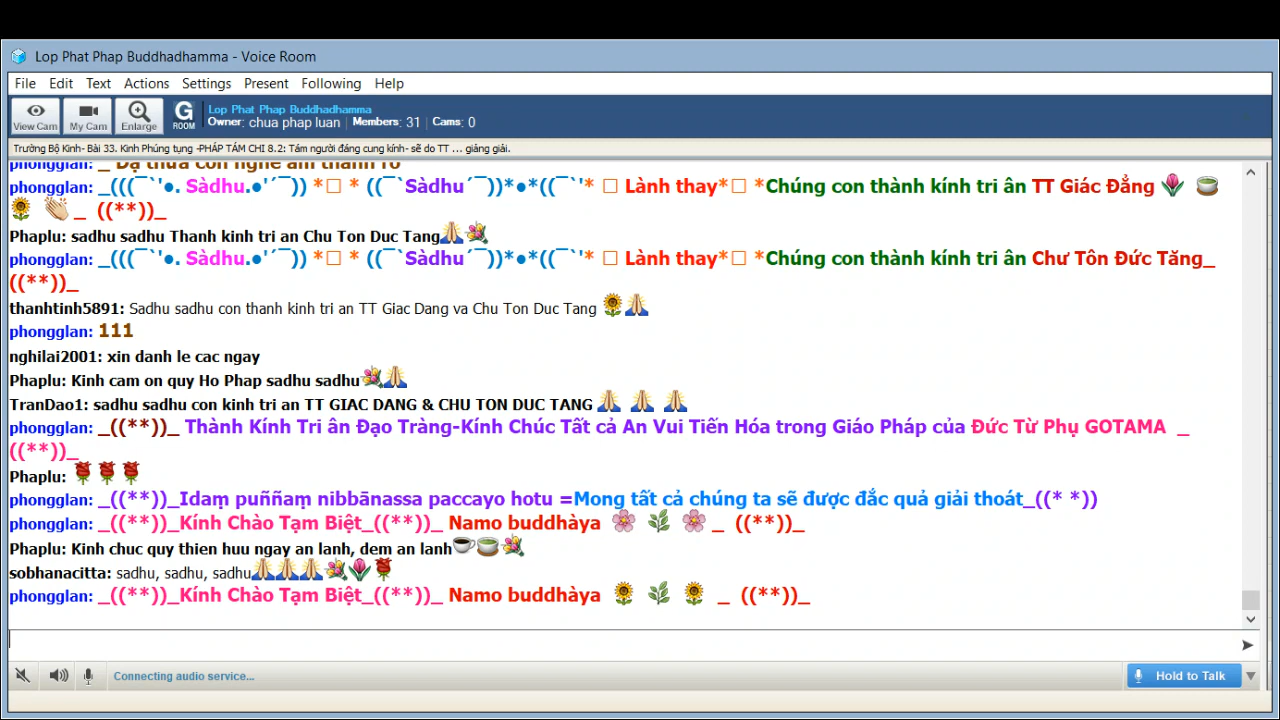 Lop Phat Phap Buddhadhamma - Voice Room
File Edit Text Actions Settings Present Following Help
View Cam My Cam Enlarge G ROOM Lop Phat Phap Buddhadhamma
Owner: chua phap luan | Members: 31 | Cams: 0
Trường Bộ Kinh- Bài 33. Kinh Phúng tụng -PHÁP TÁM CHI 8.2: Tám người đáng cung kính- sẽ do TT ... giảng giải.
phongglan: _ Dạ thưa con nghe âm thanh rõ
phongglan: _(((¯`'●. Sàdhu.●'´¯)) *□ * ((¯`Sàdhu´¯))*●*((¯`'* □ Lành thay*□ *Chúng con thành kính tri ân TT Giác Đẳng 🌷 🍵
🌻 👏 _ ((**))_
Phaplu: sadhu sadhu Thanh kinh tri an Chu Ton Duc Tang🙏💐
phongglan: _(((¯`'●. Sàdhu.●'´¯)) *□ * ((¯`Sàdhu´¯))*●*((¯`'* □ Lành thay*□ *Chúng con thành kính tri ân Chư Tôn Đức Tăng_
((**))_
thanhtinh5891: Sadhu sadhu con thanh kinh tri an TT Giac Dang va Chu Ton Duc Tang 🌻🙏
phongglan: 111
nghilai2001: xin danh le cac ngay
Phaplu: Kinh cam on quy Ho Phap sadhu sadhu💐🙏
TranDao1: sadhu sadhu con kinh tri an TT GIAC DANG & CHU TON DUC TANG 🙏 🙏 🙏
phongglan: _((**))_ Thành Kính Tri ân Đạo Tràng-Kính Chúc Tất cả An Vui Tiến Hóa trong Giáo Pháp của Đức Từ Phụ GOTAMA _
((**))_
Phaplu: 🌹🌹🌹
phongglan: _((**))_Idaṃ puññaṃ nibbānassa paccayo hotu =Mong tất cả chúng ta sẽ được đắc quả giải thoát_((* *))
phongglan: _((**))_Kính Chào Tạm Biệt_((**))_ Namo buddhàya 🌸 🌿 🌸 _ ((**))_
Phaplu: Kinh chuc quy thien huu ngay an lanh, dem an lanh☕🍵💐
sobhanacitta: sadhu, sadhu, sadhu🙏🙏🙏💐🌷🌹
phongglan: _((**))_Kính Chào Tạm Biệt_((**))_ Namo buddhàya 🌻 🌿 🌻 _ ((**))_
Connecting audio service... Hold to Talk